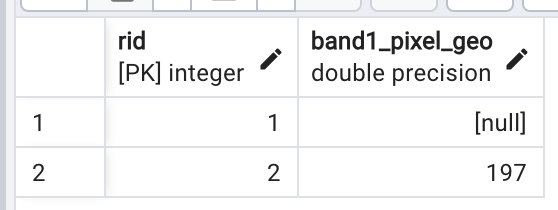 rid
[PK] integer
band1_pixel_geo
double precision
1 1 [null]
2 2 197